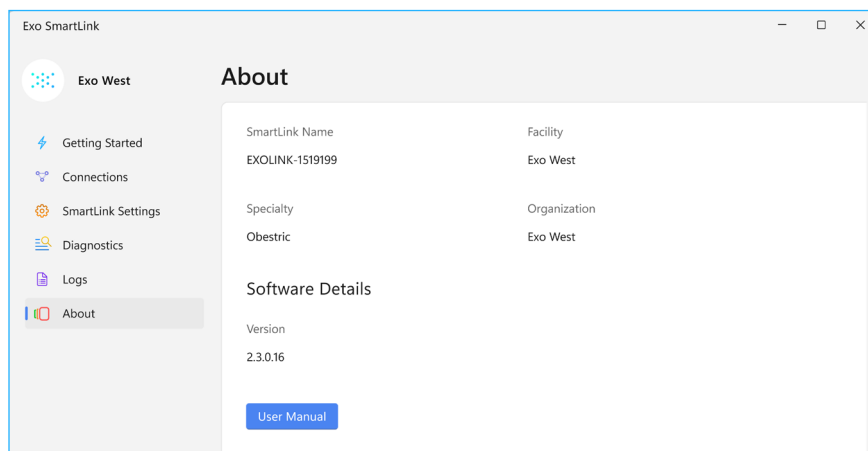 Exo SmartLink
Exo West
About
Getting Started
Connections
SmartLink Settings
Diagnostics
Logs
About
SmartLink Name
Facility
EXOLINK-1519199
Exo West
Specialty
Organization
Obestric
Exo West
Software Details
Version
2.3.0.16
User Manual